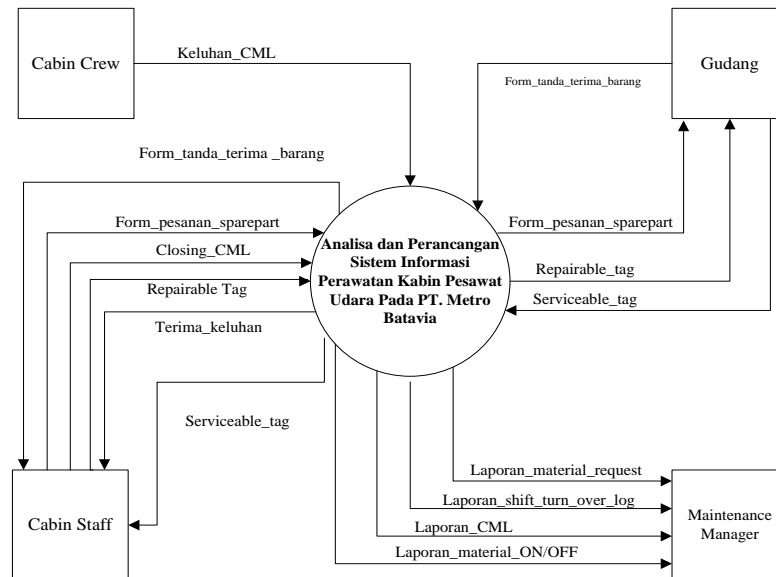 Cabin Crew
Keluhan_CML
Gudang
Form_tanda_terima_barang
Form_tanda_terima _barang
Form_pesanan_sparepart
Closing_CML
Repairable Tag
Terima_keluhan
Serviceable_tag
Analisa dan Perancangan
Sistem Informasi
Perawatan Kabin Pesawat
Udara Pada PT. Metro
Batavia
Form_pesanan_sparepart
Repairable_tag
Serviceable_tag
Cabin Staff
Laporan_material_request
Laporan_shift_turn_over_log
Laporan_CML
Laporan_material_ON/OFF
Maintenance
Manager